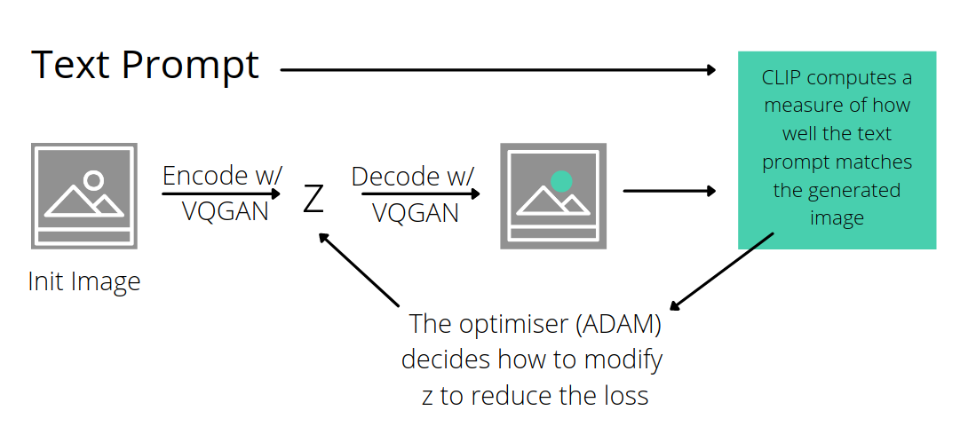 Text Prompt
CLIP computes a
measure of how
well the text
prompt matches
the generated
image
Encode w/
VQGAN
Z
Decode w/
VQGAN
Init Image
The optimiser (ADAM)
decides how to modify
z to reduce the loss